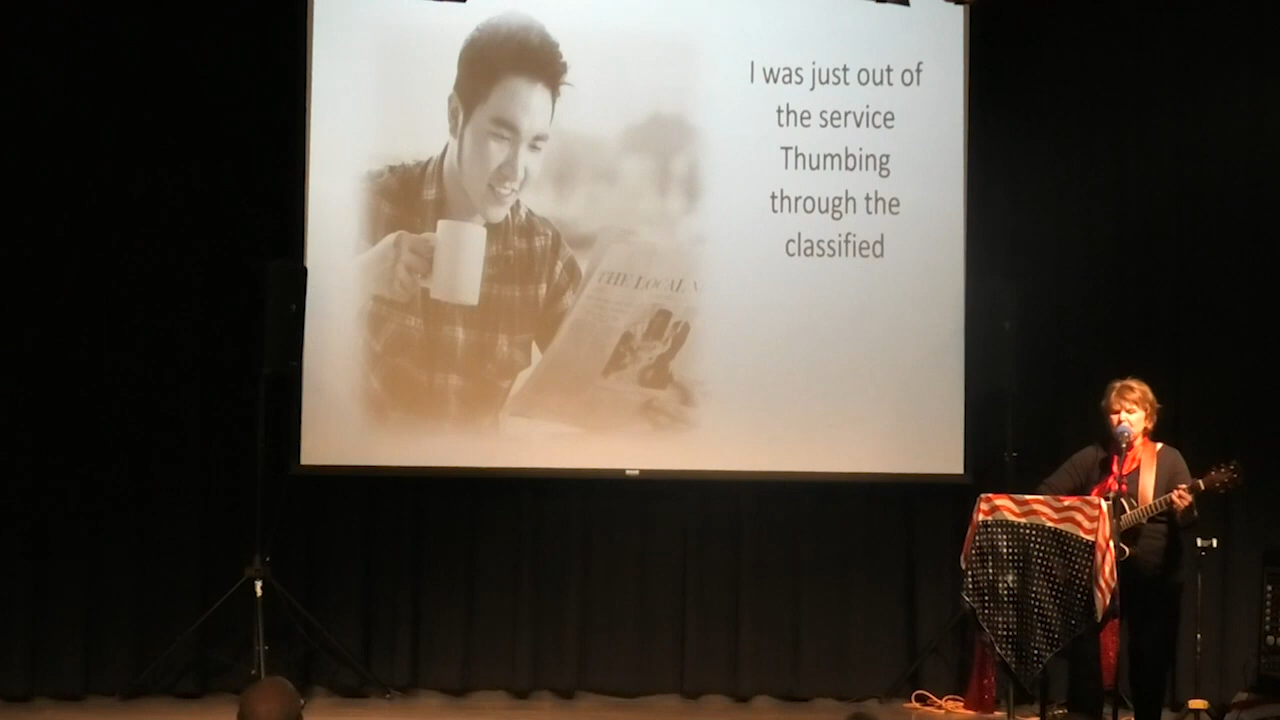 I was just out of
the service
Thumbing
through the
classified
THE LOCAL N